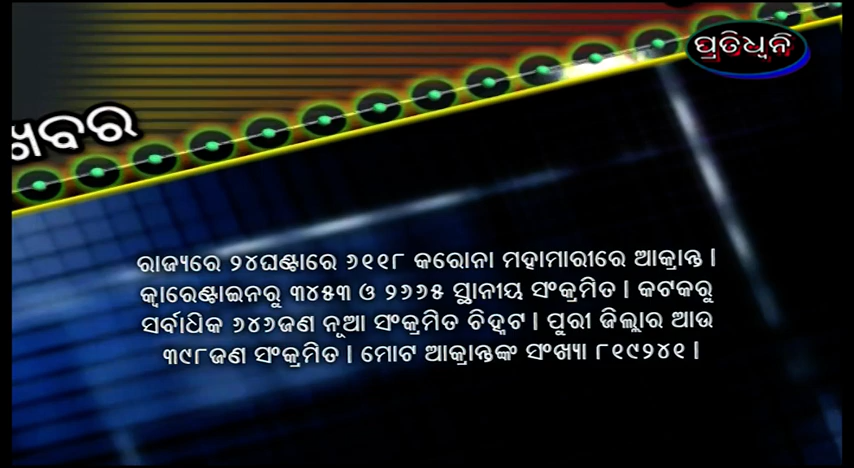 ପ୍ରତିଧ୍ୱନି
ଖବର
ରାଜ୍ୟରେ ୨୪ଘଣ୍ଟାରେ ୬୧୧୮ କରୋନା ମହାମାରୀରେ ଆକ୍ରାନ୍ତ ।
କ୍ୱାରେଣ୍ଟାଇନରୁ ୩୪୫୩ ଓ ୨୬୬୫ ସ୍ଥାନୀୟ ସଂକ୍ରମିତ । କଟକରୁ
ସର୍ବାଧିକ ୬୪୬ଜଣ ନୂଆ ସଂକ୍ରମିତ ଚିହ୍ନଟ । ପୁରୀ ଜିଲ୍ଲାର ଆଉ
୩୯୮ଜଣ ସଂକ୍ରମିତ । ମୋଟ ଆକ୍ରାନ୍ତଙ୍କ ସଂଖ୍ୟା ୮୧୯୨୪୧ ।